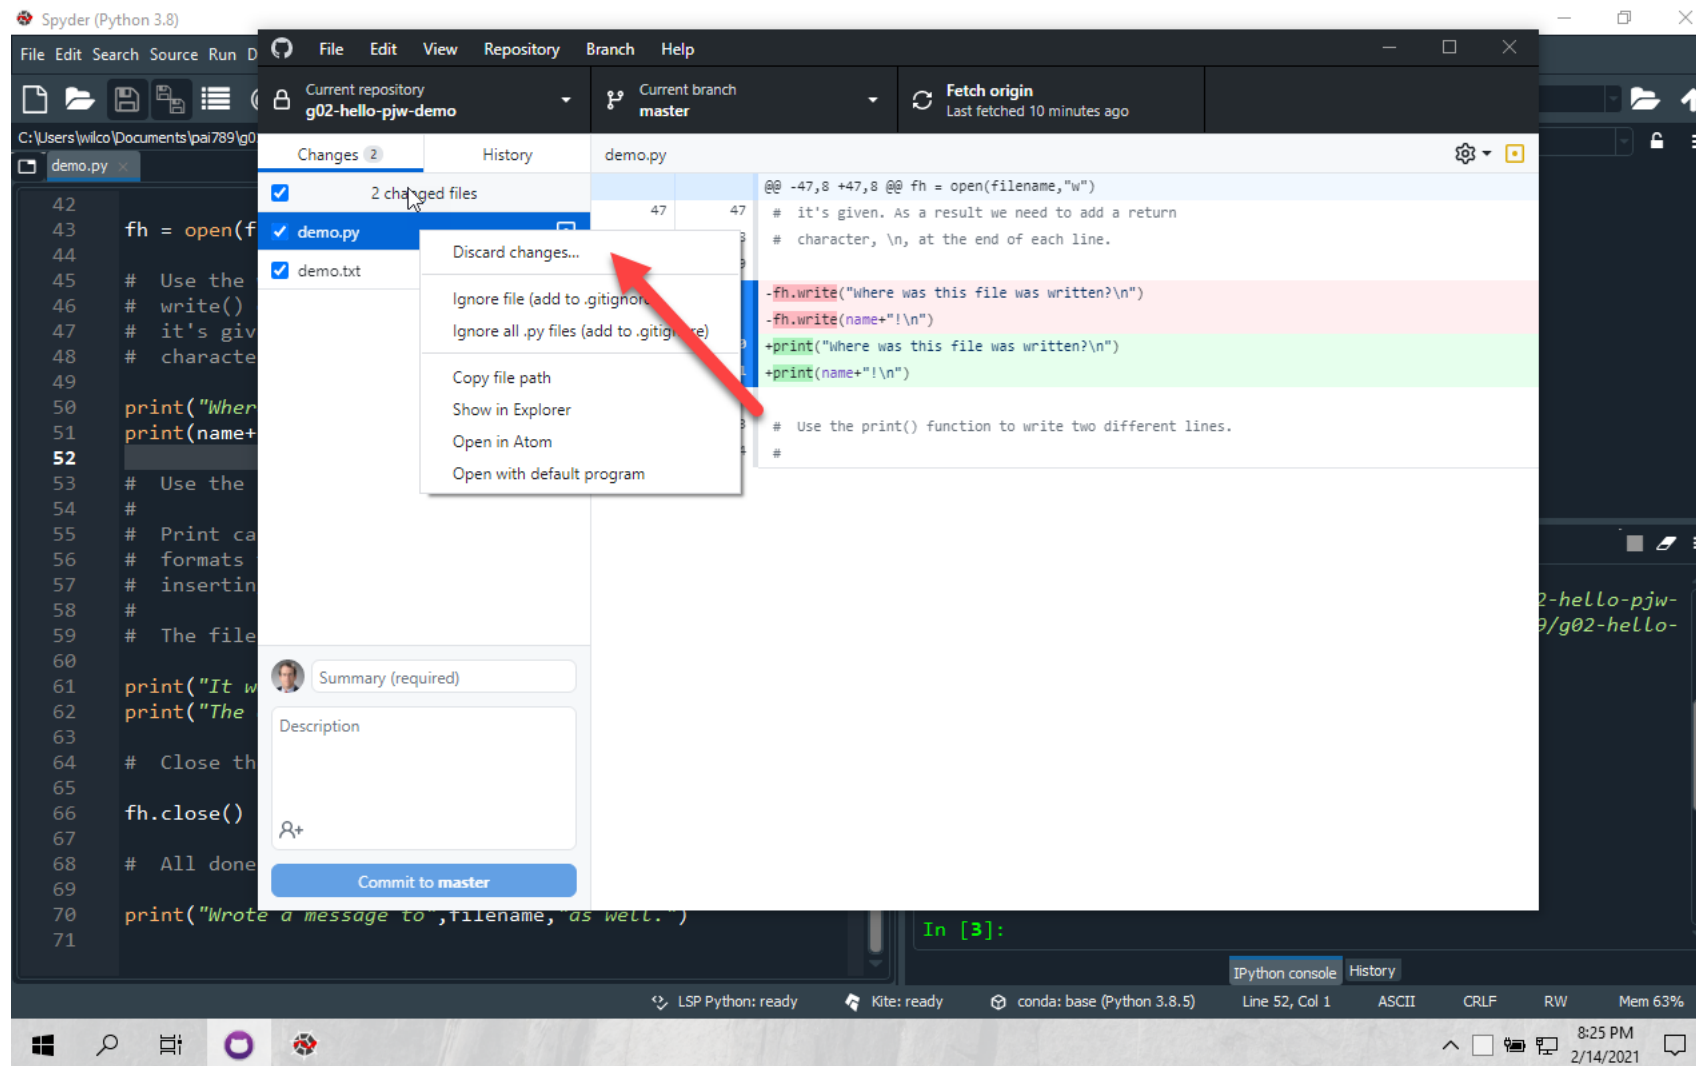 Spyder (Python 3.8)
File Edit Search Source Run D
File Edit View Repository Branch Help
Current repository
g02-hello-pjw-demo
Current branch
master
Fetch origin
Last fetched 10 minutes ago
C:\Users\wilco\Documents\pai789\g0
demo.py
Changes 2
History
demo.py
2 changed files
demo.py
demo.txt
Discard changes...
Ignore file (add to .gitignore
Ignore all .py files (add to .gitignore)
Copy file path
Show in Explorer
Open in Atom
Open with default program
@@ -47,8 +47,8 @@ fh = open(filename,"w")
47 47 # it's given. As a result we need to add a return
# character, \n, at the end of each line.
-fh.write("Where was this file was written?\n")
-fh.write(name+"!\n")
+print("Where was this file was written?\n")
+print(name+"!\n")
# Use the print() function to write two different lines.
#
42
43 fh = open(f
44
45 # Use the
46 # write()
47 # it's giv
48 # characte
49
50 print("Wher
51 print(name+
52
53 # Use the
54 #
55 # Print ca
56 # formats
57 # insertin
58 #
59 # The file
60
61 print("It w
62 print("The
63
64 # Close th
65
66 fh.close()
67
68 # All done
69
70 print("Wrote a message to",filename,"as well.")
71
Summary (required)
Description
Commit to master
2-hello-pjw-
9/g02-hello-
In [3]:
IPython console History
LSP Python: ready Kite: ready conda: base (Python 3.8.5) Line 52, Col 1 ASCII CRLF RW Mem 63%
8:25 PM
2/14/2021